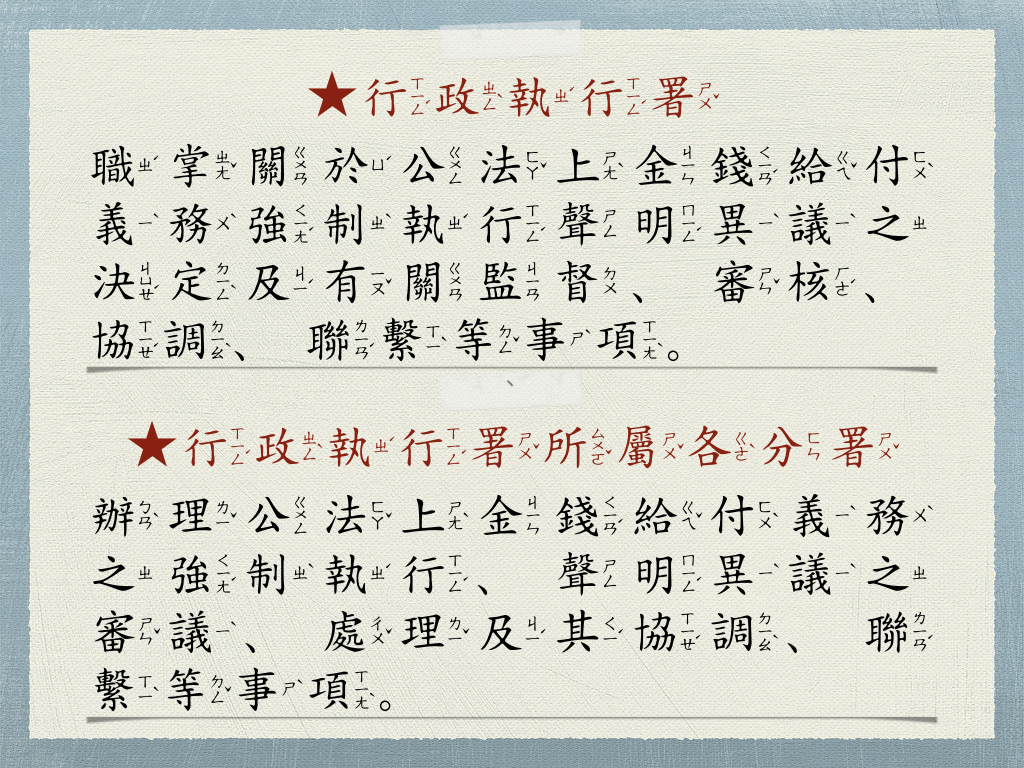 ★行政執行署
職掌關於公法上金錢給付
義務強制執行聲明異議之
決定及有關監督、審核、
協調、聯繫等事項。
、
★行政執行署所屬各分署
辦理公法上金錢給付義務
之強制執行、聲明異議之
審議、處理及其協調、聯
繫等事項。